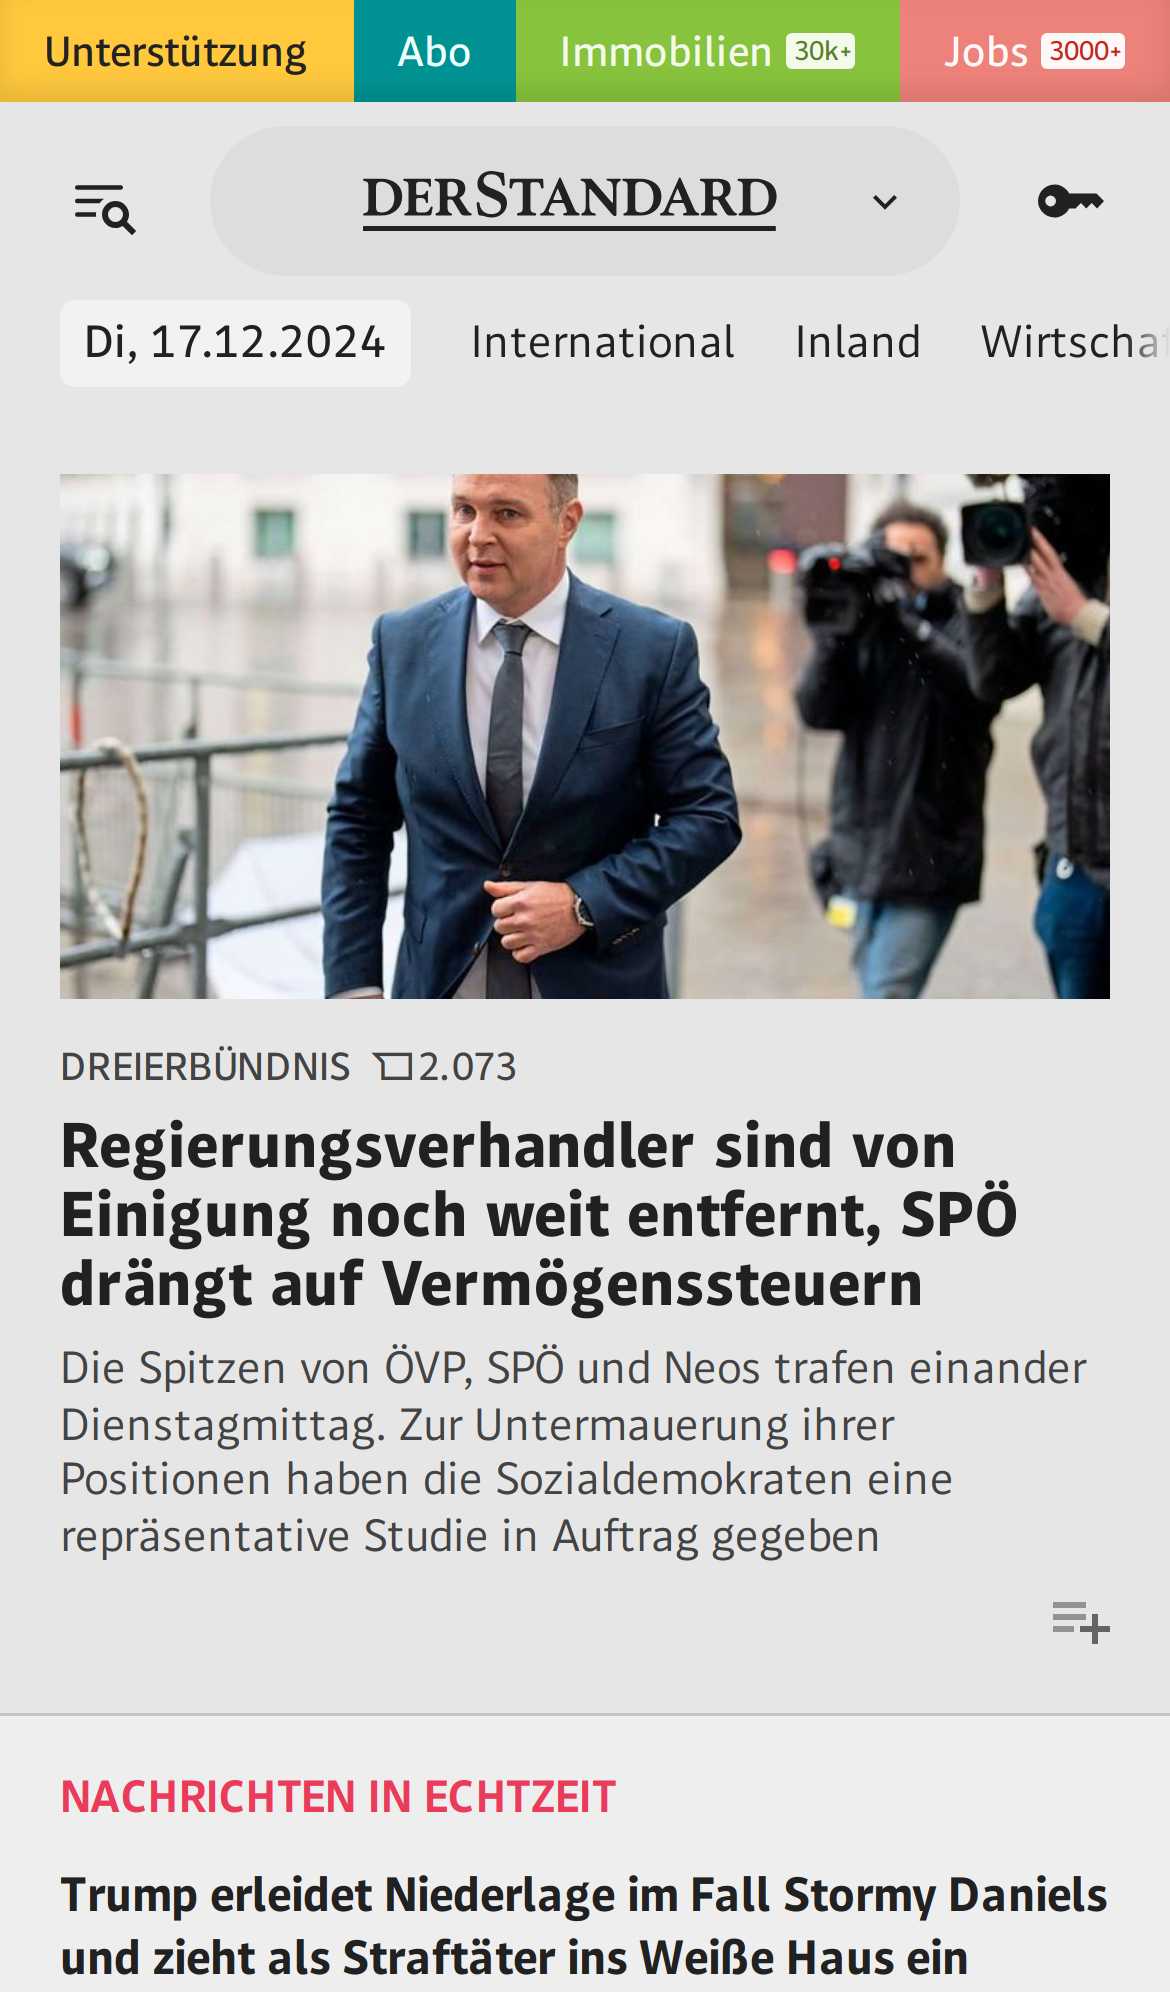 Unterstützung Abo Immobilien 30k+ Jobs 3000+
DERSTANDARD
Di, 17.12.2024 International Inland Wirtscha
DREIERBÜNDNIS 2.073
Regierungsverhandler sind von
Einigung noch weit entfernt, SPÖ
drängt auf Vermögenssteuern
Die Spitzen von ÖVP, SPÖ und Neos trafen einander
Dienstagmittag. Zur Untermauerung ihrer
Positionen haben die Sozialdemokraten eine
repräsentative Studie in Auftrag gegeben
NACHRICHTEN IN ECHTZEIT
Trump erleidet Niederlage im Fall Stormy Daniels
und zieht als Straftäter ins Weiße Haus ein